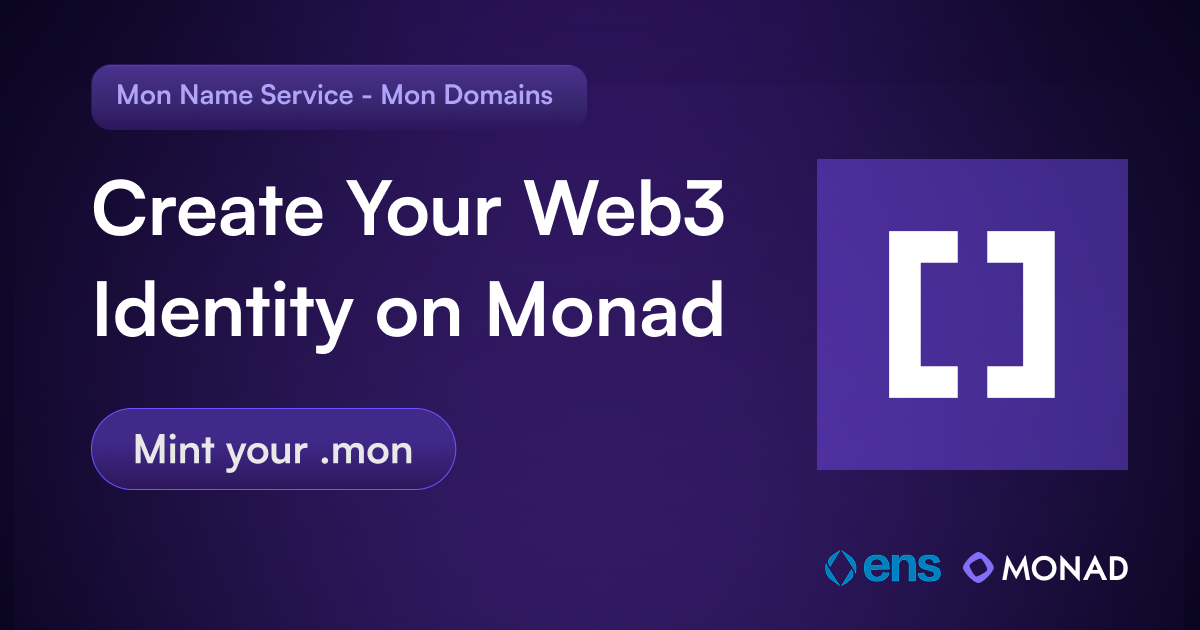 Mon Name Service - Mon Domains
Create Your Web3
Identity on Monad
Mint your .mon
ens MONAD